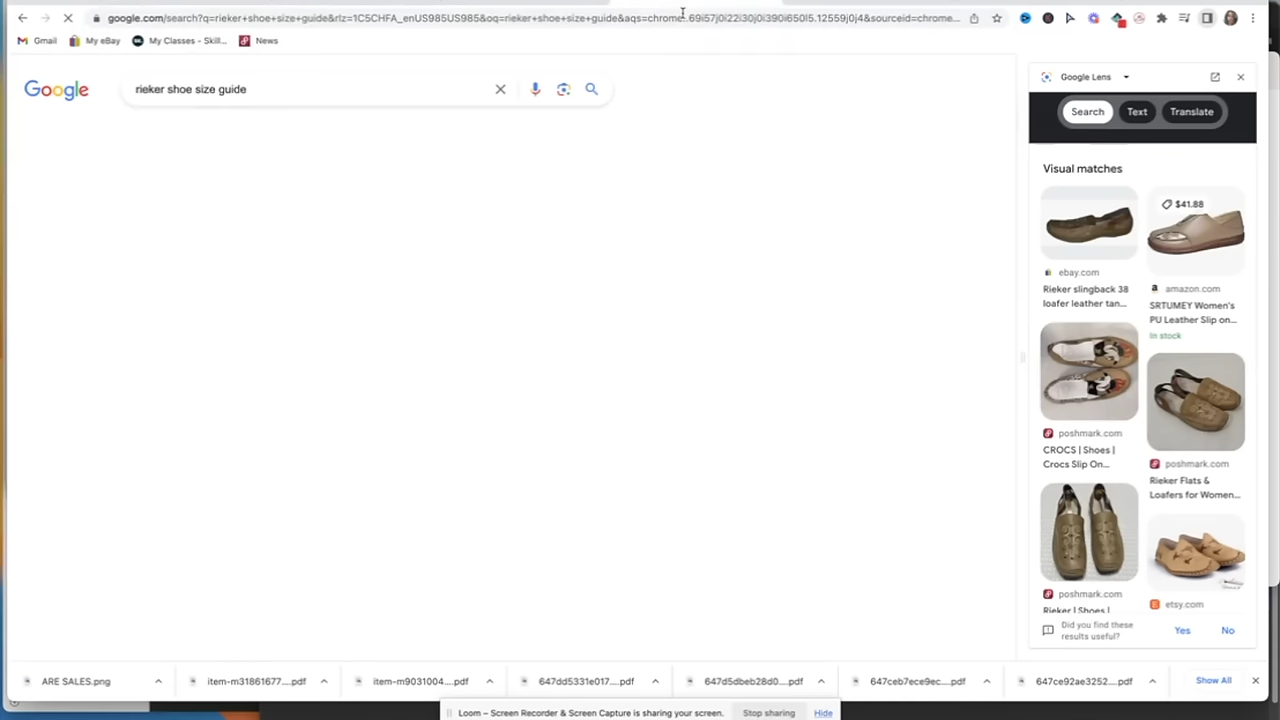 google.com/search?q=rieker+shoe+size+guide&rlz=1C5CHFA_enUS985US985&oq=rieker+shoe+size+guide&aqs=chrome..69i57j0i22i30j0i390i650l5.12559j0j4&sourceid=chrome...
Gmail My eBay My Classes - Skill... News
Google
rieker shoe size guide
Google Lens
Search Text Translate
Visual matches
$41.88
ebay.com
Rieker slingback 38
loafer leather tan...
amazon.com
SRTUMEY Women's
PU Leather Slip on...
In stock
poshmark.com
CROCS | Shoes |
Crocs Slip On...
poshmark.com
Rieker Flats &
Loafers for Women...
poshmark.com
Rieker | Shoes |
etsy.com
Did you find these
results useful?
Yes No
ARE SALES.png
item-m31861677....pdf
item-m9031004....pdf
647dd5331e017....pdf
647d5dbeb28d0....pdf
647ceb7ece9ec....pdf
647ce92ae3252....pdf
Show All
Loom – Screen Recorder & Screen Capture is sharing your screen.
Stop sharing
Hide